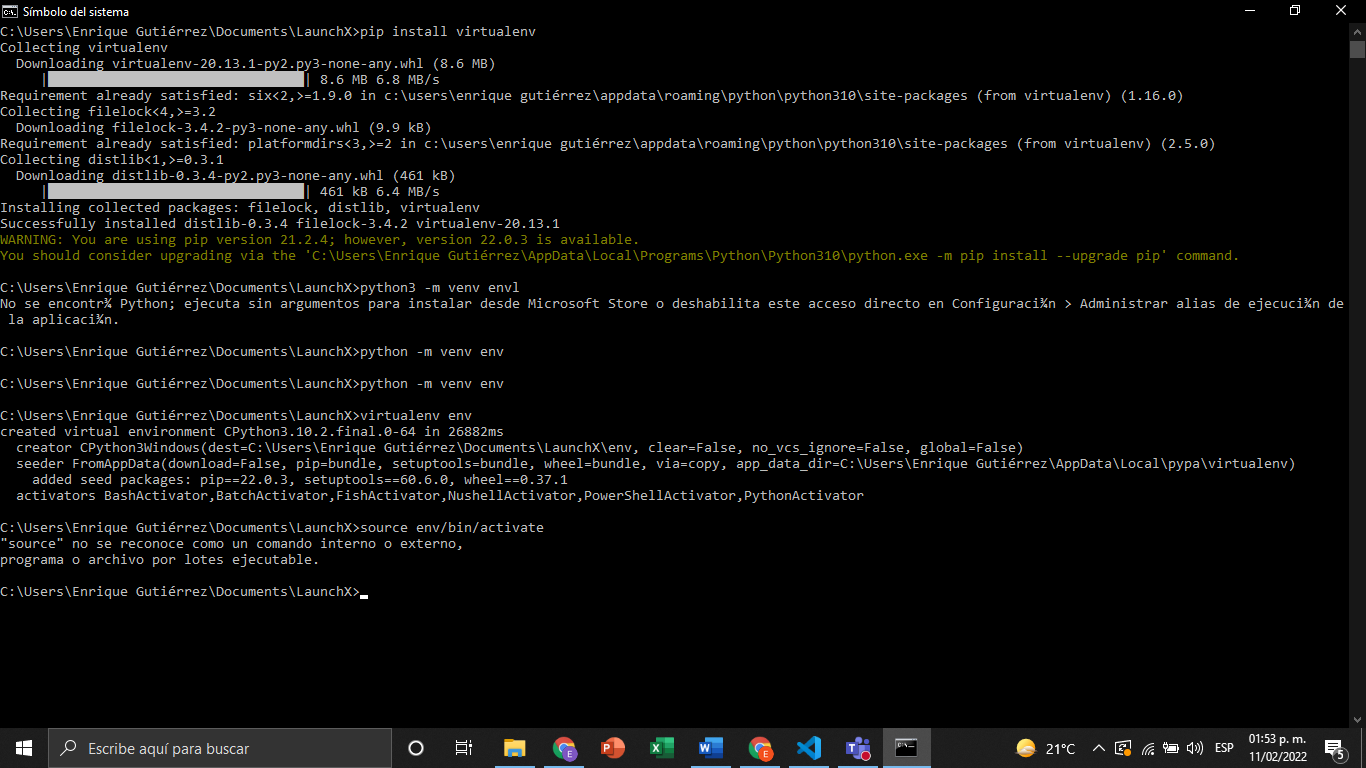 Símbolo del sistema
C:\Users\Enrique Gutiérrez\Documents\LaunchX>pip install virtualenv
Collecting virtualenv
  Downloading virtualenv-20.13.1-py2.py3-none-any.whl (8.6 MB)
     |████████████████████████████████| 8.6 MB 6.8 MB/s
Requirement already satisfied: six<2,>=1.9.0 in c:\users\enrique gutiérrez\appdata\roaming\python\python310\site-packages (from virtualenv) (1.16.0)
Collecting filelock<4,>=3.2
  Downloading filelock-3.4.2-py3-none-any.whl (9.9 kB)
Requirement already satisfied: platformdirs<3,>=2 in c:\users\enrique gutiérrez\appdata\roaming\python\python310\site-packages (from virtualenv) (2.5.0)
Collecting distlib<1,>=0.3.1
  Downloading distlib-0.3.4-py2.py3-none-any.whl (461 kB)
     |████████████████████████████████| 461 kB 6.4 MB/s
Installing collected packages: filelock, distlib, virtualenv
Successfully installed distlib-0.3.4 filelock-3.4.2 virtualenv-20.13.1
WARNING: You are using pip version 21.2.4; however, version 22.0.3 is available.
You should consider upgrading via the 'C:\Users\Enrique Gutiérrez\AppData\Local\Programs\Python\Python310\python.exe -m pip install --upgrade pip' command.
C:\Users\Enrique Gutiérrez\Documents\LaunchX>python3 -m venv envl
No se encontr¾ Python; ejecuta sin argumentos para instalar desde Microsoft Store o deshabilita este acceso directo en Configuraci¾n > Administrar alias de ejecuci¾n de
 la aplicaci¾n.
C:\Users\Enrique Gutiérrez\Documents\LaunchX>python -m venv env
C:\Users\Enrique Gutiérrez\Documents\LaunchX>python -m venv env
C:\Users\Enrique Gutiérrez\Documents\LaunchX>virtualenv env
created virtual environment CPython3.10.2.final.0-64 in 26882ms
  creator CPython3Windows(dest=C:\Users\Enrique Gutiérrez\Documents\LaunchX\env, clear=False, no_vcs_ignore=False, global=False)
  seeder FromAppData(download=False, pip=bundle, setuptools=bundle, wheel=bundle, via=copy, app_data_dir=C:\Users\Enrique Gutiérrez\AppData\Local\pypa\virtualenv)
    added seed packages: pip==22.0.3, setuptools==60.6.0, wheel==0.37.1
  activators BashActivator,BatchActivator,FishActivator,NushellActivator,PowerShellActivator,PythonActivator
C:\Users\Enrique Gutiérrez\Documents\LaunchX>source env/bin/activate
"source" no se reconoce como un comando interno o externo,
programa o archivo por lotes ejecutable.
C:\Users\Enrique Gutiérrez\Documents\LaunchX>
Escribe aquí para buscar
21°C
ESP
01:53 p. m.
11/02/2022
5